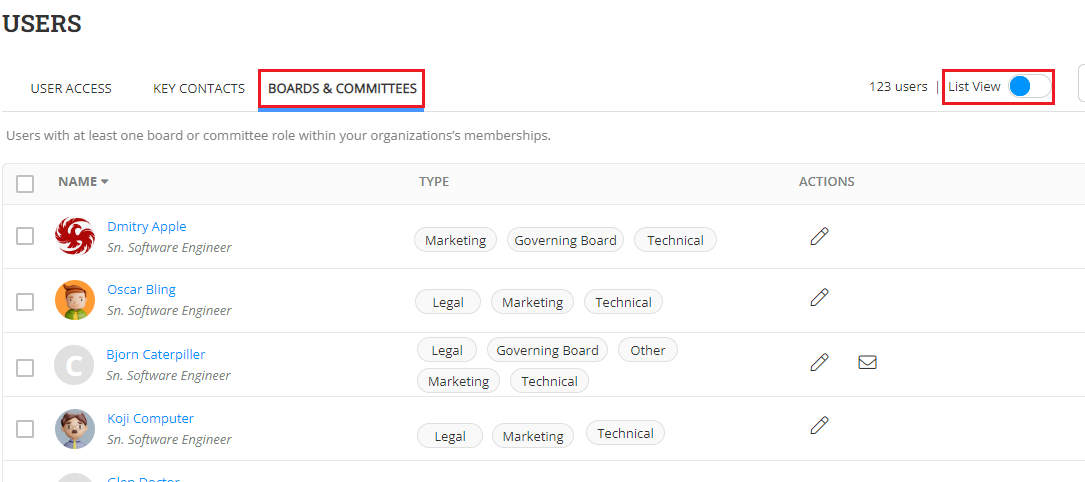 USERS
USER ACCESS KEY CONTACTS BOARDS & COMMITTEES 123 users | List View
Users with at least one board or committee role within your organizations's memberships.
NAME TYPE ACTIONS
Dmitry Apple
Sn. Software Engineer
Marketing Governing Board Technical
Oscar Bling
Sn. Software Engineer
Legal Marketing Technical
C
Bjorn Caterpiller
Sn. Software Engineer
Legal Governing Board Other
Marketing Technical
Koji Computer
Sn. Software Engineer
Legal Marketing Technical